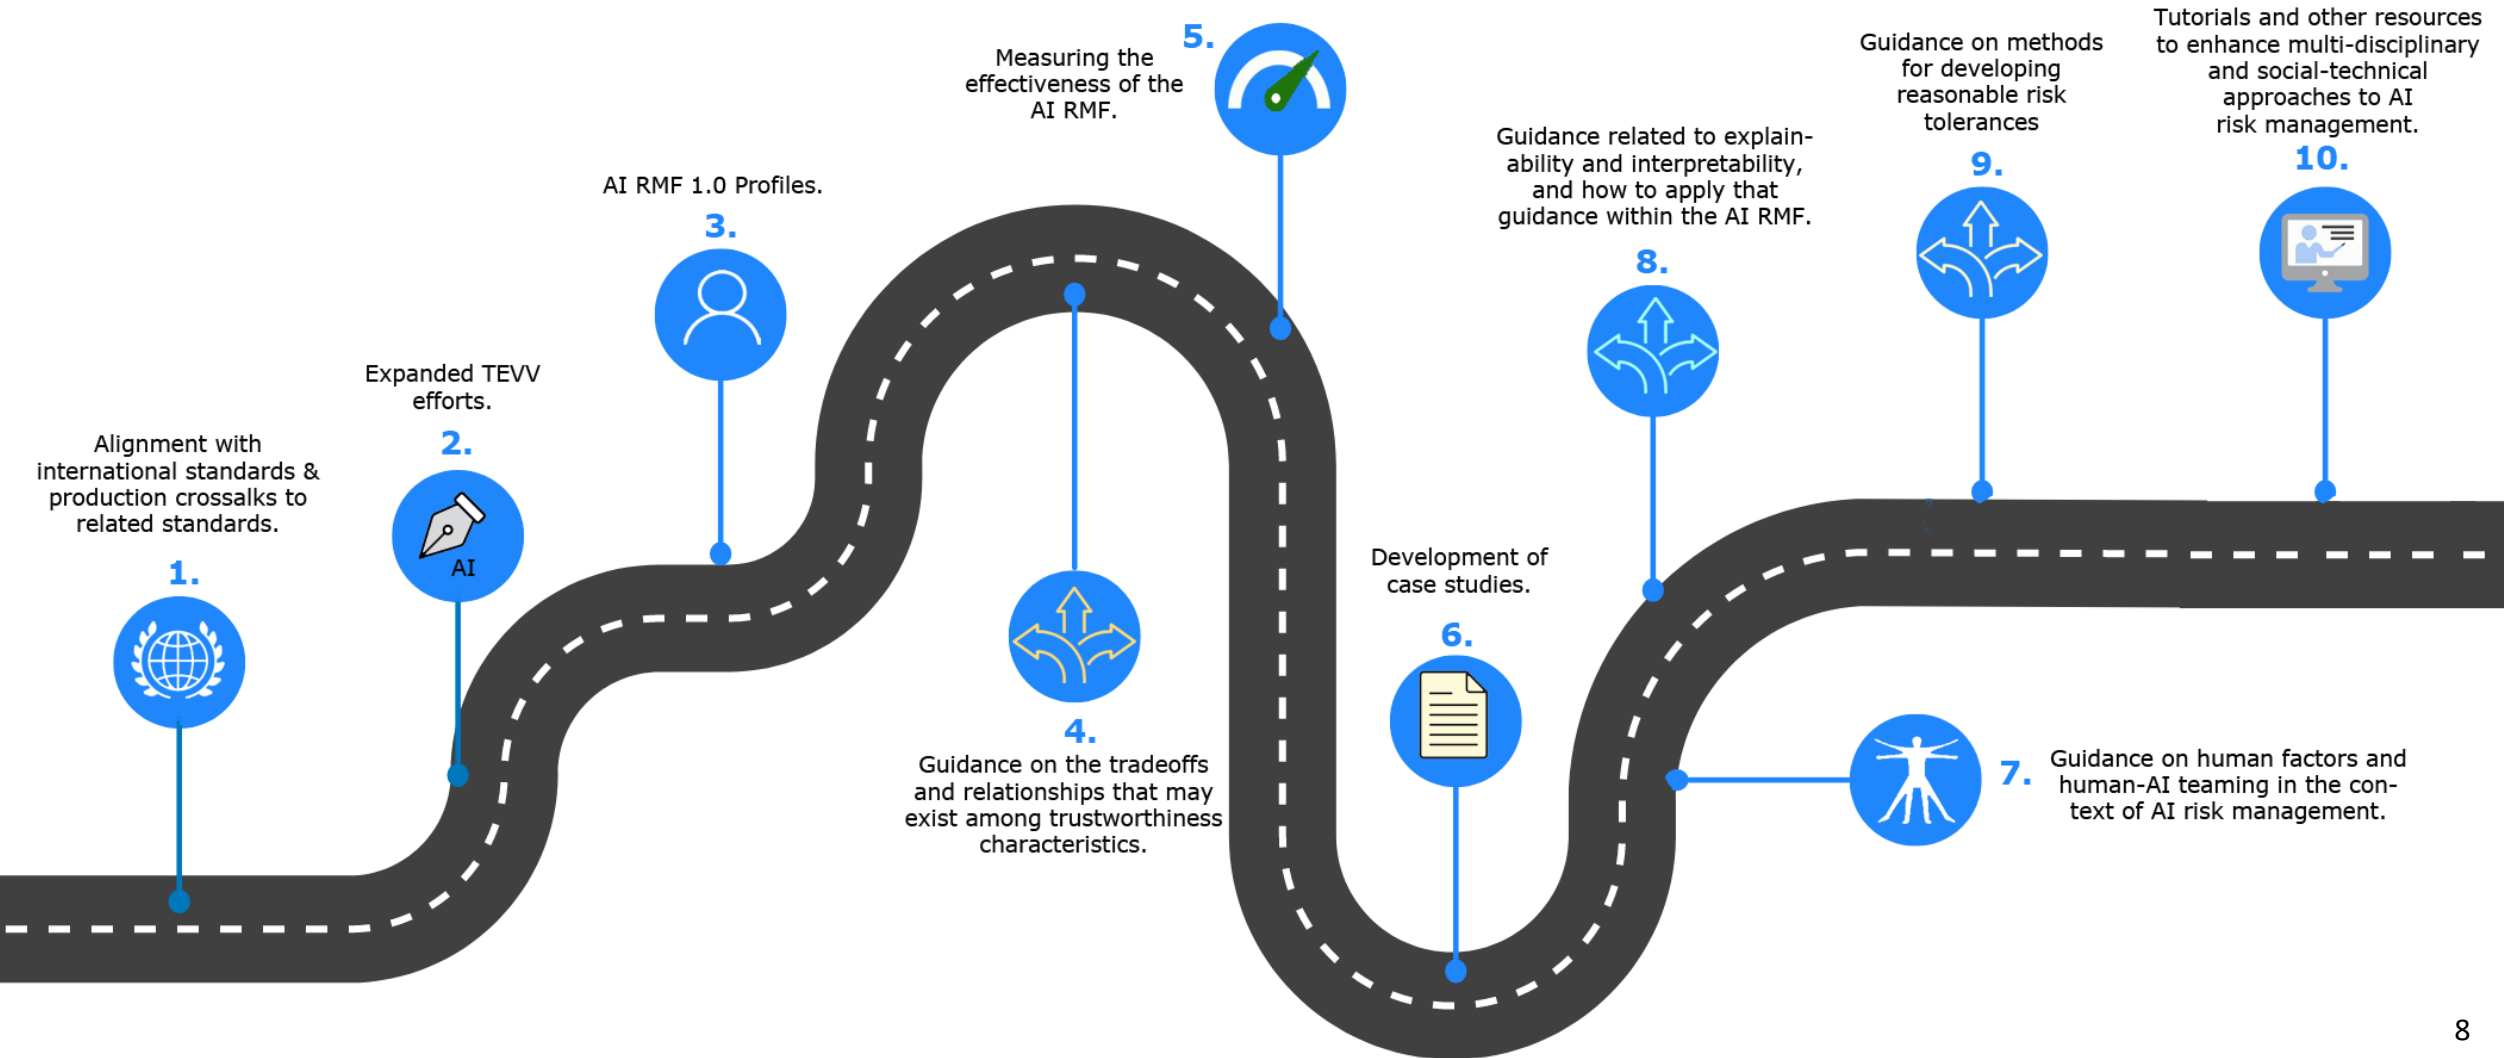 Alignment with
international standards &
production crossalks to
related standards.
1.
Expanded TEVV
efforts.
2.
AI
AI RMF 1.0 Profiles.
3.
4.
Guidance on the tradeoffs
and relationships that may
exist among trustworthiness
characteristics.
5.
Measuring the
effectiveness of the
AI RMF.
Development of
case studies.
6.
7.
Guidance on human factors and
human-AI teaming in the con-
text of AI risk management.
Guidance related to explain-
ability and interpretability,
and how to apply that
guidance within the AI RMF.
8.
Guidance on methods
for developing
reasonable risk
tolerances
9.
Tutorials and other resources
to enhance multi-disciplinary
and social-technical
approaches to AI
risk management.
10.
8